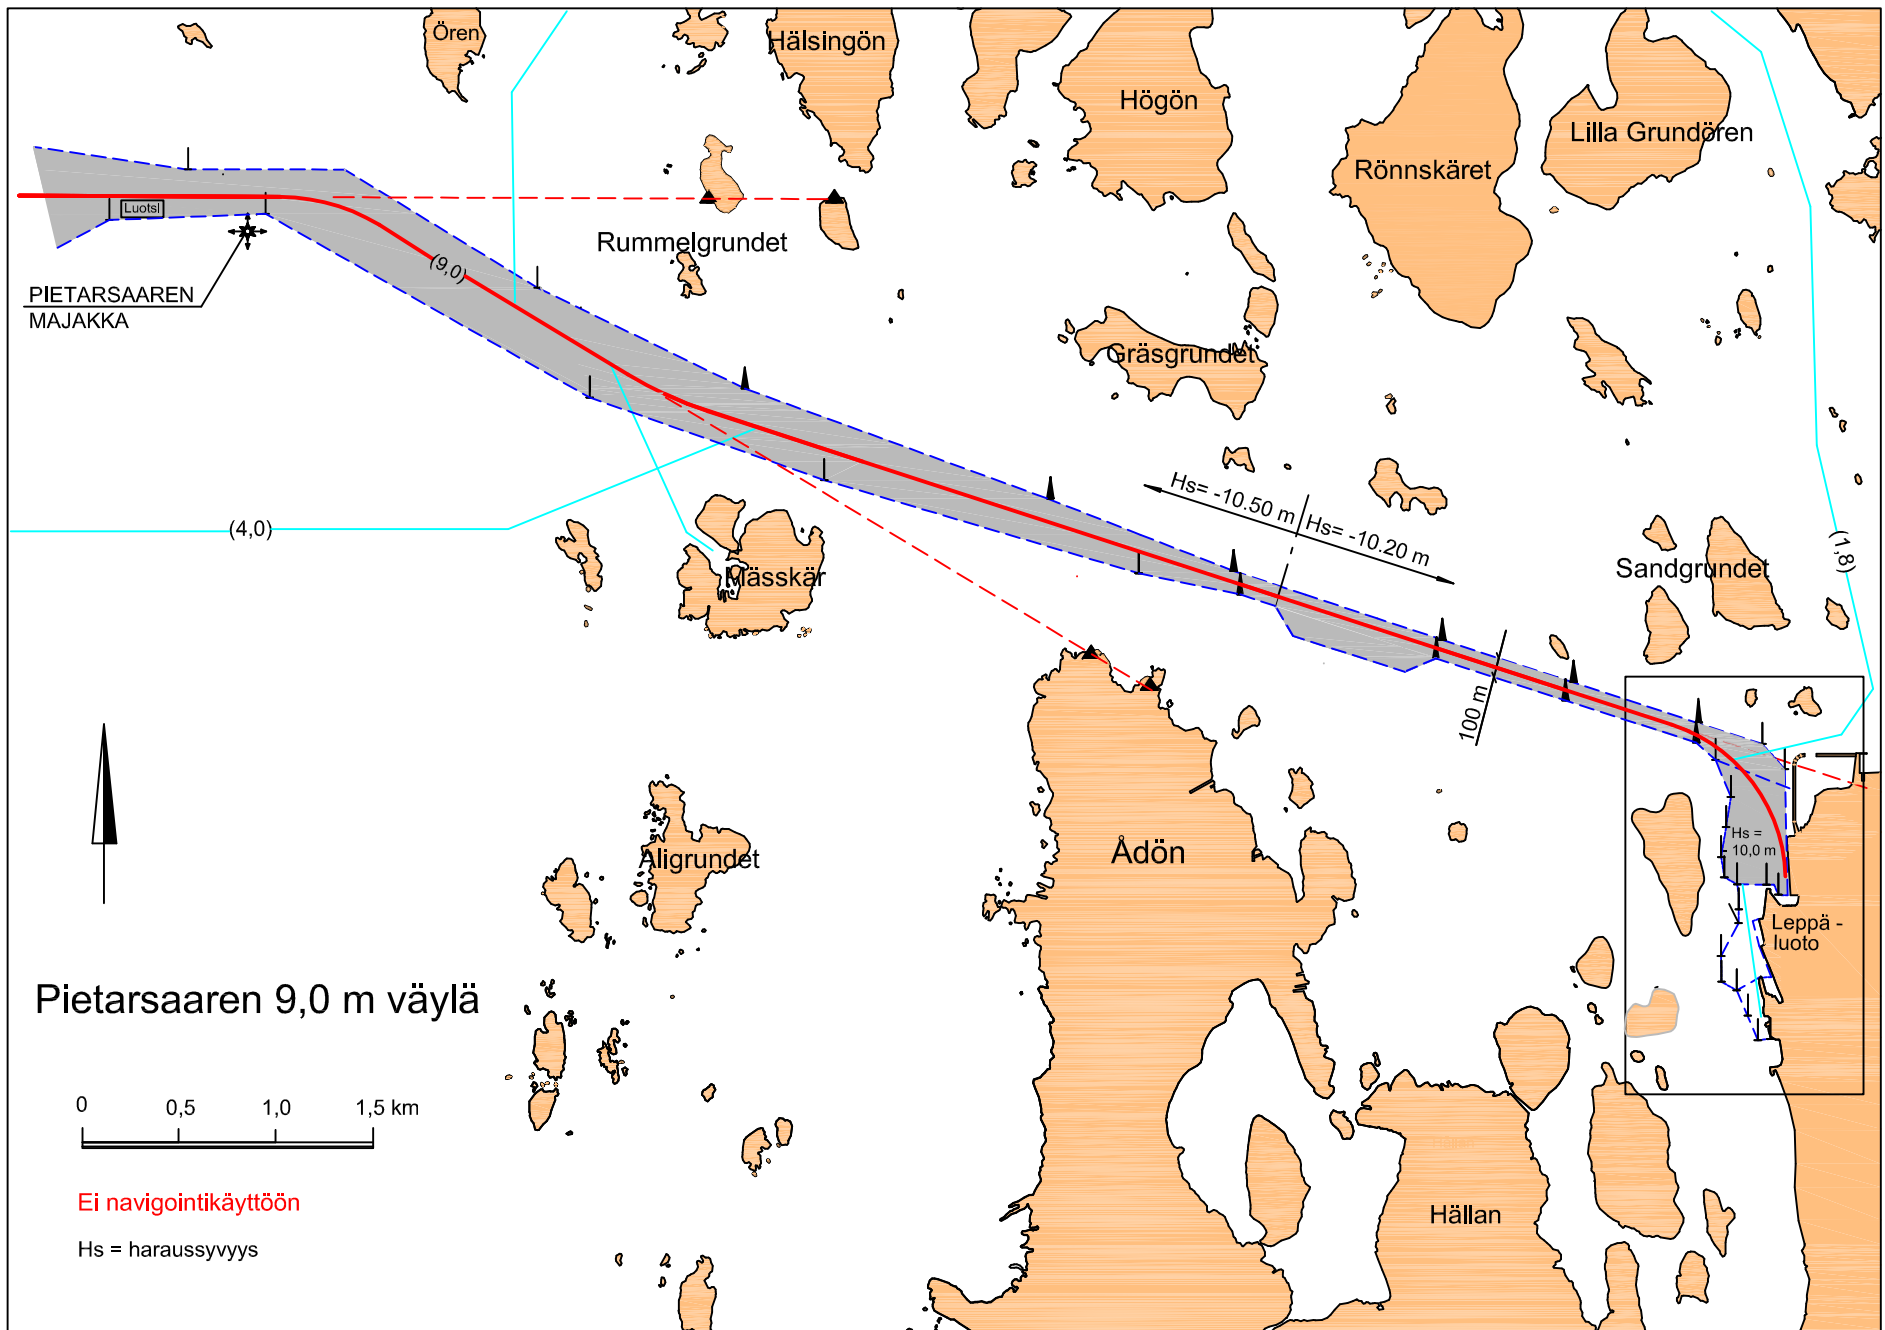 Ören
Hälsingön
Högön
Lilla Grundören
Rönnskäret
Luotsi
Rummelgrundet
(9,0)
PIETARSAAREN
MAJAKKA
Gräsgrundet
Hs= -10.50 m
Hs= -10.20 m
(4,0)
(1,8)
Mässkär
Sandgrundet
100 m
Hs =
10,0 m
Ådön
Äligrundet
Leppä -
luoto
Pietarsaaren 9,0 m väylä
0 0,5 1,0 1,5 km
Ei navigointikäyttöön
Hällan
Hs = haraussyvyys